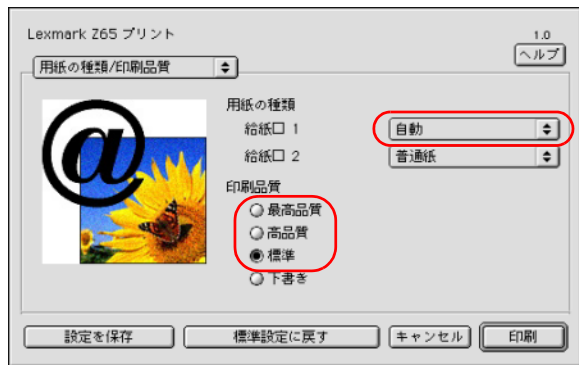 Lexmark Z65 プリント
1.0
ヘルプ
用紙の種類/印刷品質
用紙の種類
給紙口 1
自動
給紙口 2
普通紙
印刷品質
最高品質
高品質
標準
下書き
設定を保存
標準設定に戻す
キャンセル
印刷
@